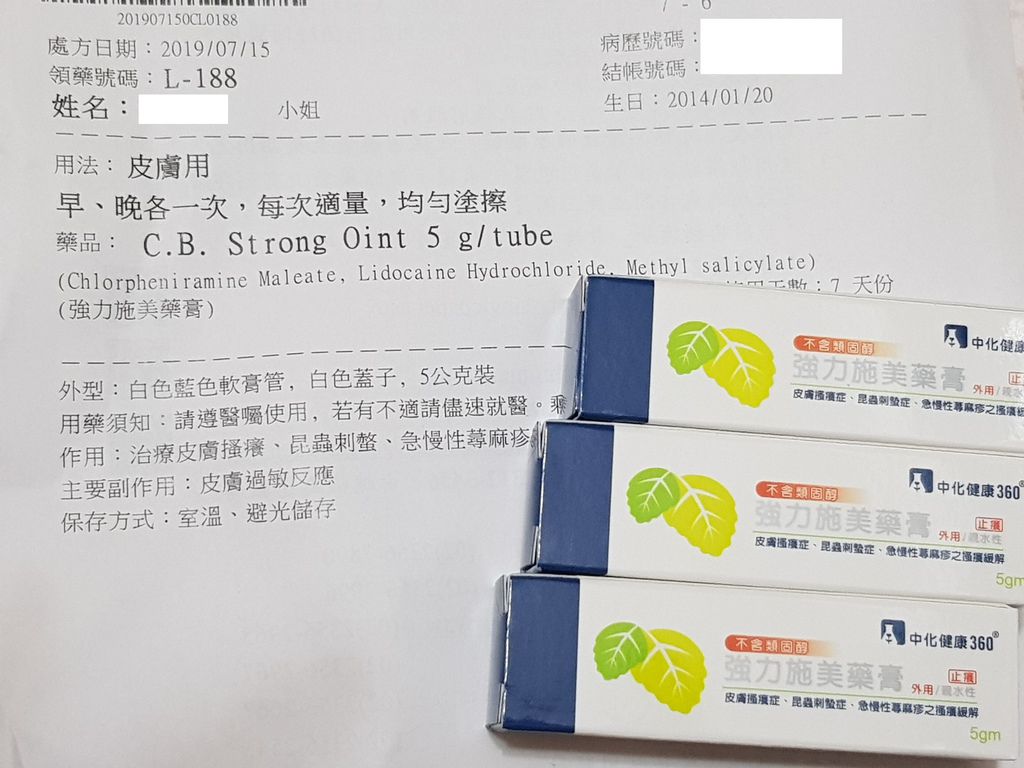 201907150CL0188
7 - 6
處方日期：2019/07/15
病歷號碼：
領藥號碼：L-188
結帳號碼：
姓名：
小姐
生日：2014/01/20
用法：皮膚用
早、晚各一次，每次適量，均勻塗擦
藥品： C.B. Strong Oint 5 g/tube
(Chlorpheniramine Maleate, Lidocaine Hydrochloride, Methyl salicylate)
天數：7 天份
(強力施美藥膏)
外型：白色藍色軟膏管, 白色蓋子, 5公克裝
用藥須知：請遵醫囑使用, 若有不適請儘速就醫。
作用：治療皮膚搔癢、昆蟲刺螫、急慢性蕁麻疹
主要副作用：皮膚過敏反應
保存方式：室溫、避光儲存
中化健康
不含類固醇
強力施美藥膏
外用/親水
皮膚搔癢症、昆蟲刺螫症、急慢性蕁麻疹之搔癢緩
中化健康360®
不含類固醇
強力施美藥膏
止癢
外用/親水性
皮膚搔癢症、昆蟲刺螫症、急慢性蕁麻疹之搔癢緩解
5gm
中化健康360®
不含類固醇
強力施美藥膏
止癢
外用/親水性
皮膚搔癢症、昆蟲刺螫症、急慢性蕁麻疹之搔癢緩解
5gm